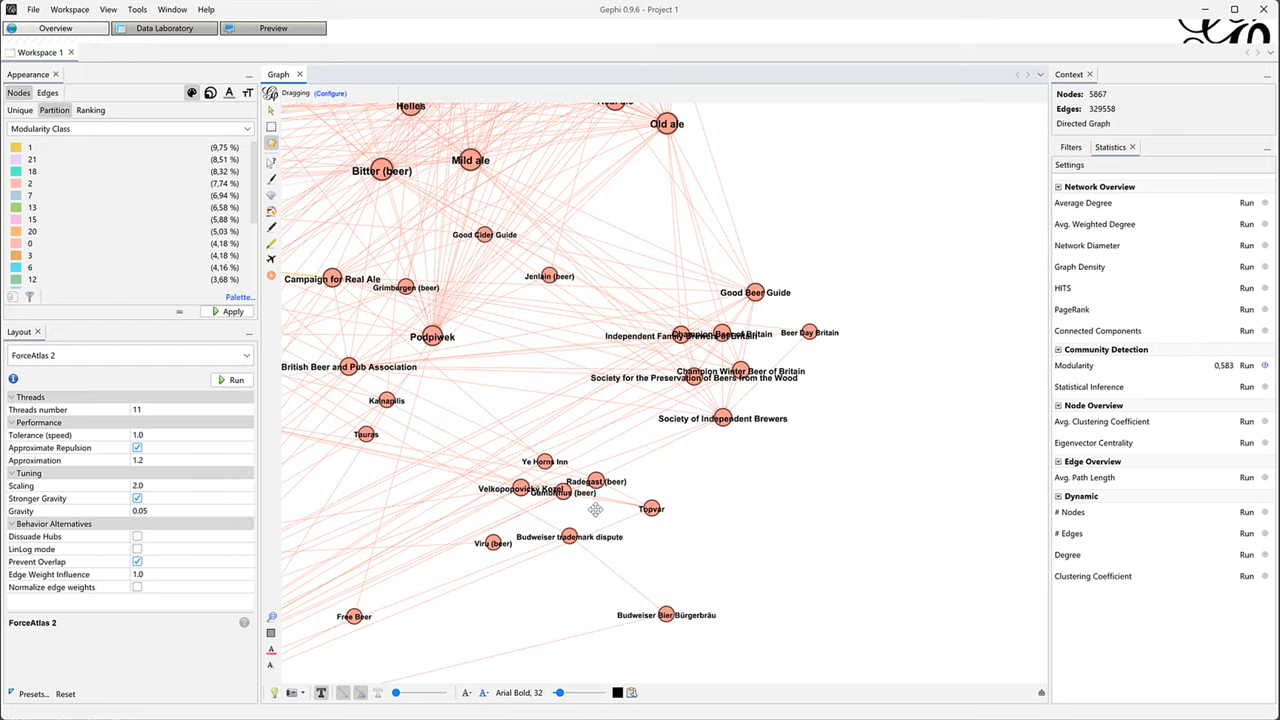 File Workspace View Tools Window Help
Gephi 0.9.6 - Project 1
Overview Data Laboratory Preview
Workspace 1
Appearance
Nodes Edges
Unique Partition Ranking
Modularity Class
1 (9,75 %)
21 (8,51 %)
18 (8,32 %)
2 (7,74 %)
7 (6,94 %)
13 (6,58 %)
15 (5,88 %)
20 (5,03 %)
0 (4,18 %)
3 (4,18 %)
6 (4,16 %)
12 (3,68 %)
Palette...
Apply
Layout
ForceAtlas 2
Run
Threads
Threads number 11
Performance
Tolerance (speed) 1.0
Approximate Repulsion
Approximation 1.2
Tuning
Scaling 2.0
Stronger Gravity
Gravity 0.05
Behavior Alternatives
Dissuade Hubs
LinLog mode
Prevent Overlap
Edge Weight Influence 1.0
Normalize edge weights
ForceAtlas 2
Presets... Reset
Graph
Dragging (Configure)
Helles
Old ale
Mild ale
Bitter (beer)
Good Cider Guide
Jenlain (beer)
Campaign for Real Ale
Grimbergen (beer)
Good Beer Guide
Podpiwek
Independent Family Brewers of Britain
Champion Beer of Britain
Beer Day Britain
British Beer and Pub Association
Champion Winter Beer of Britain
Society for the Preservation of Beers from the Wood
Kalnapilis
Society of Independent Brewers
Tauras
Ye Horns Inn
Radegast (beer)
Velkopopovický Kozel
Gambrinus (beer)
Topvar
Budweiser trademark dispute
Viru (beer)
Free Beer
Budweiser Bier Bürgerbräu
Arial Bold, 32
Context
Nodes: 5867
Edges: 329558
Directed Graph
Filters Statistics
Settings
Network Overview
Average Degree Run
Avg. Weighted Degree Run
Network Diameter Run
Graph Density Run
HITS Run
PageRank Run
Connected Components Run
Community Detection
Modularity 0,583 Run
Statistical Inference Run
Node Overview
Avg. Clustering Coefficient Run
Eigenvector Centrality Run
Edge Overview
Avg. Path Length Run
Dynamic
# Nodes Run
# Edges Run
Degree Run
Clustering Coefficient Run